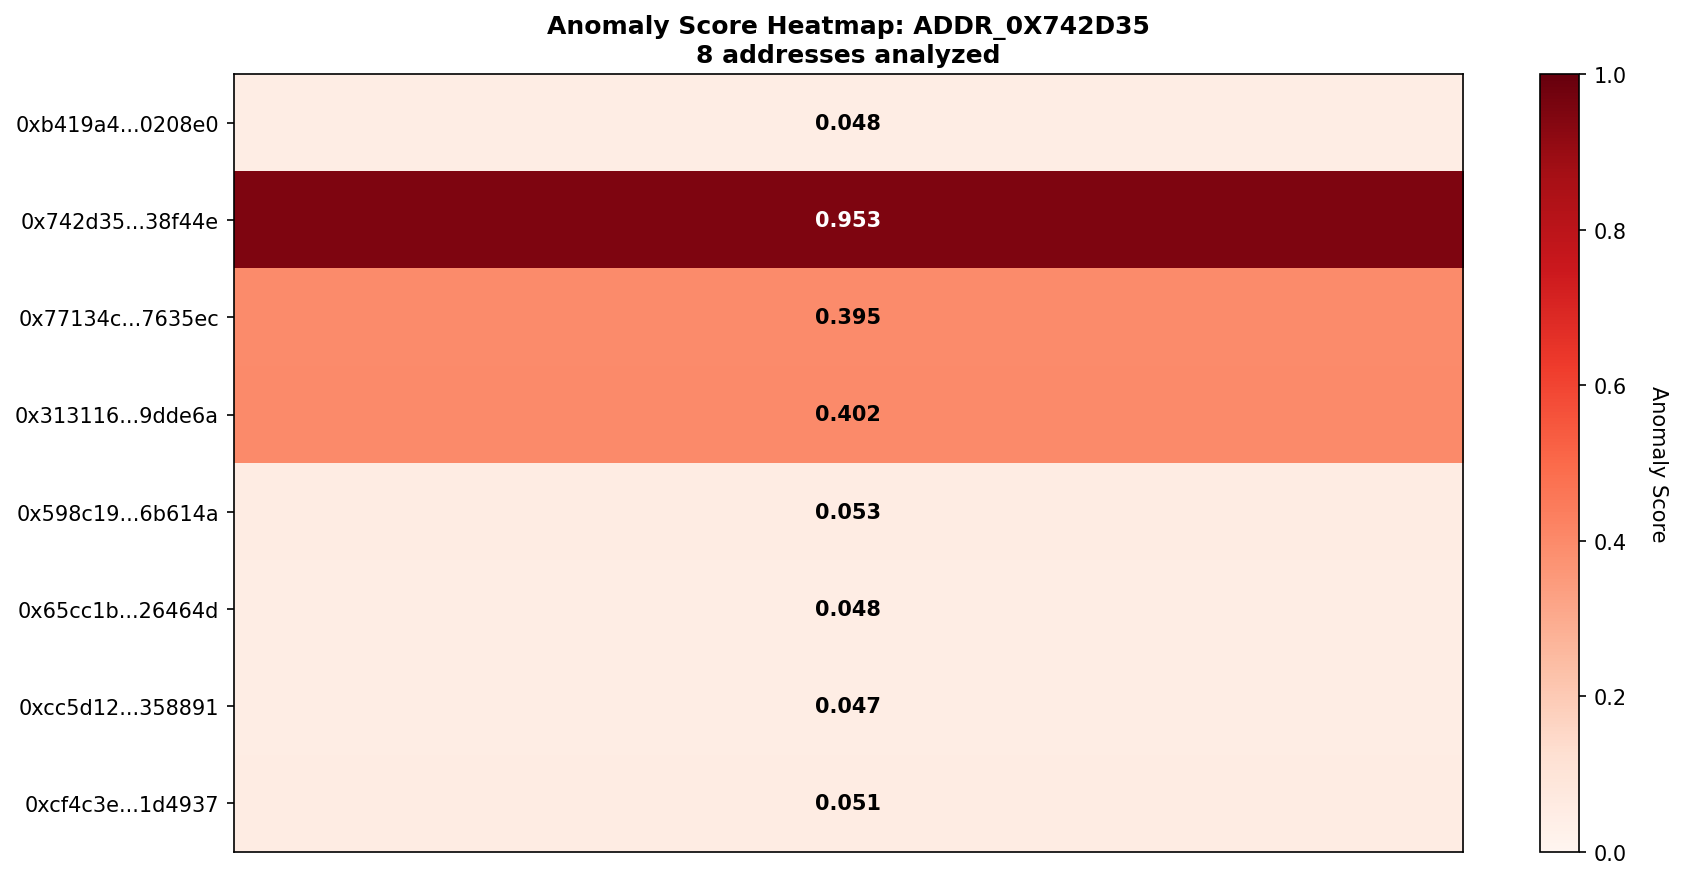 Anomaly Score Heatmap: ADDR_0X742D35
8 addresses analyzed
0xb419a4...0208e0
0.048
0x742d35...38f44e
0.953
0x77134c...7635ec
0.395
0x313116...9dde6a
0.402
0x598c19...6b614a
0.053
0x65cc1b...26464d
0.048
0xcc5d12...358891
0.047
0xcf4c3e...1d4937
0.051
1.0
0.8
0.6
0.4
0.2
0.0
Anomaly Score